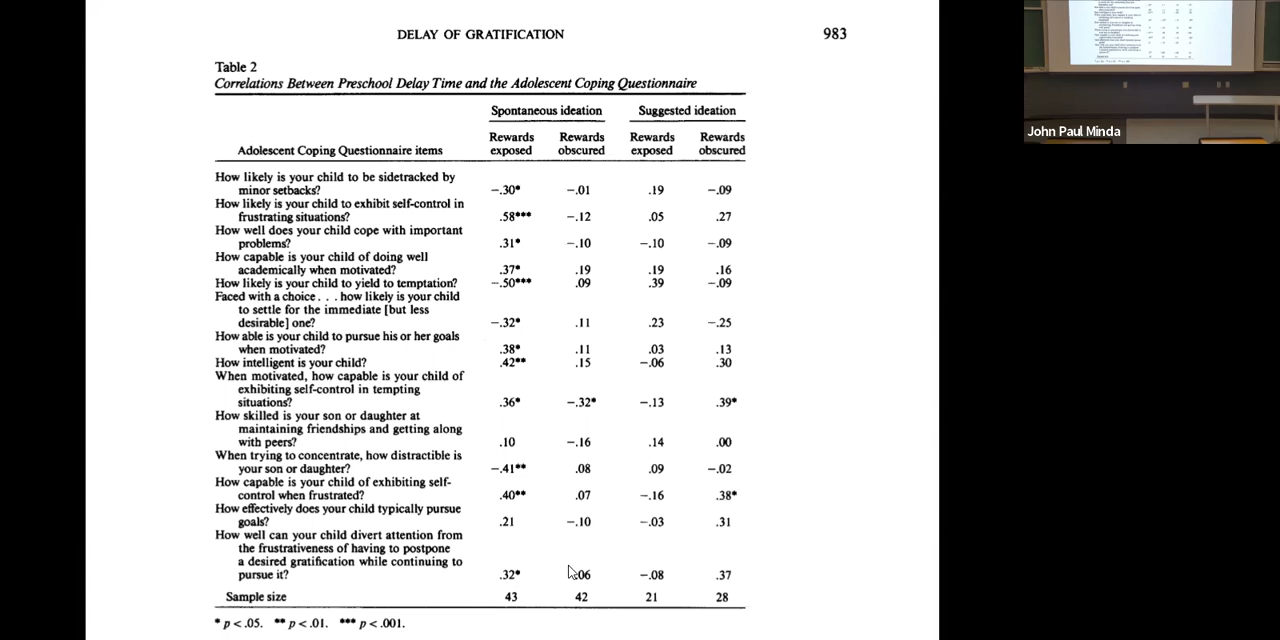 DELAY OF GRATIFICATION 983
Table 2
Correlations Between Preschool Delay Time and the Adolescent Coping Questionnaire
Spontaneous ideation Suggested ideation
Rewards Rewards Rewards Rewards
Adolescent Coping Questionnaire items exposed obscured exposed obscured
How likely is your child to be sidetracked by
minor setbacks? −.30* −.01 .19 −.09
How likely is your child to exhibit self-control in
frustrating situations? .58*** −.12 .05 .27
How well does your child cope with important
problems? .31* −.10 −.10 −.09
How capable is your child of doing well
academically when motivated? .37* .19 .19 .16
How likely is your child to yield to temptation? −.50*** .09 .39 −.09
Faced with a choice. . . how likely is your child
to settle for the immediate [but less
desirable] one? −.32* .11 .23 −.25
How able is your child to pursue his or her goals
when motivated? .38* .11 .03 .13
How intelligent is your child? .42** .15 −.06 .30
When motivated, how capable is your child of
exhibiting self-control in tempting
situations? .36* −.32* −.13 .39*
How skilled is your son or daughter at
maintaining friendships and getting along
with peers? .10 −.16 .14 .00
When trying to concentrate, how distractible is
your son or daughter? −.41** .08 .09 −.02
How capable is your child of exhibiting self-
control when frustrated? .40** .07 −.16 .38*
How effectively does your child typically pursue
goals? .21 −.10 −.03 .31
How well can your child divert attention from
the frustrativeness of having to postpone
a desired gratification while continuing to
pursue it? .32* .06 −.08 .37
Sample size 43 42 21 28
* p < .05. ** p < .01. *** p < .001.
John Paul Minda